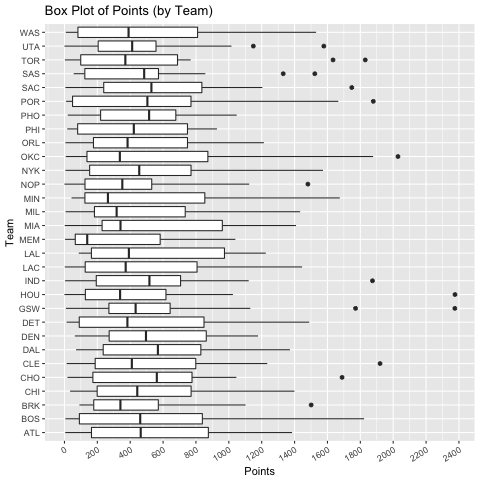 Box Plot of Points (by Team)
WAS
UTA
TOR
SAS
SAC
POR
PHO
PHI
ORL
OKC
NYK
NOP
MIN
MIL
MIA
MEM
LAL
LAC
IND
HOU
GSW
DET
DEN
DAL
CLE
CHO
CHI
BRK
BOS
ATL
Team
0 200 400 600 800 1000 1200 1400 1600 1800 2000 2200 2400
Points